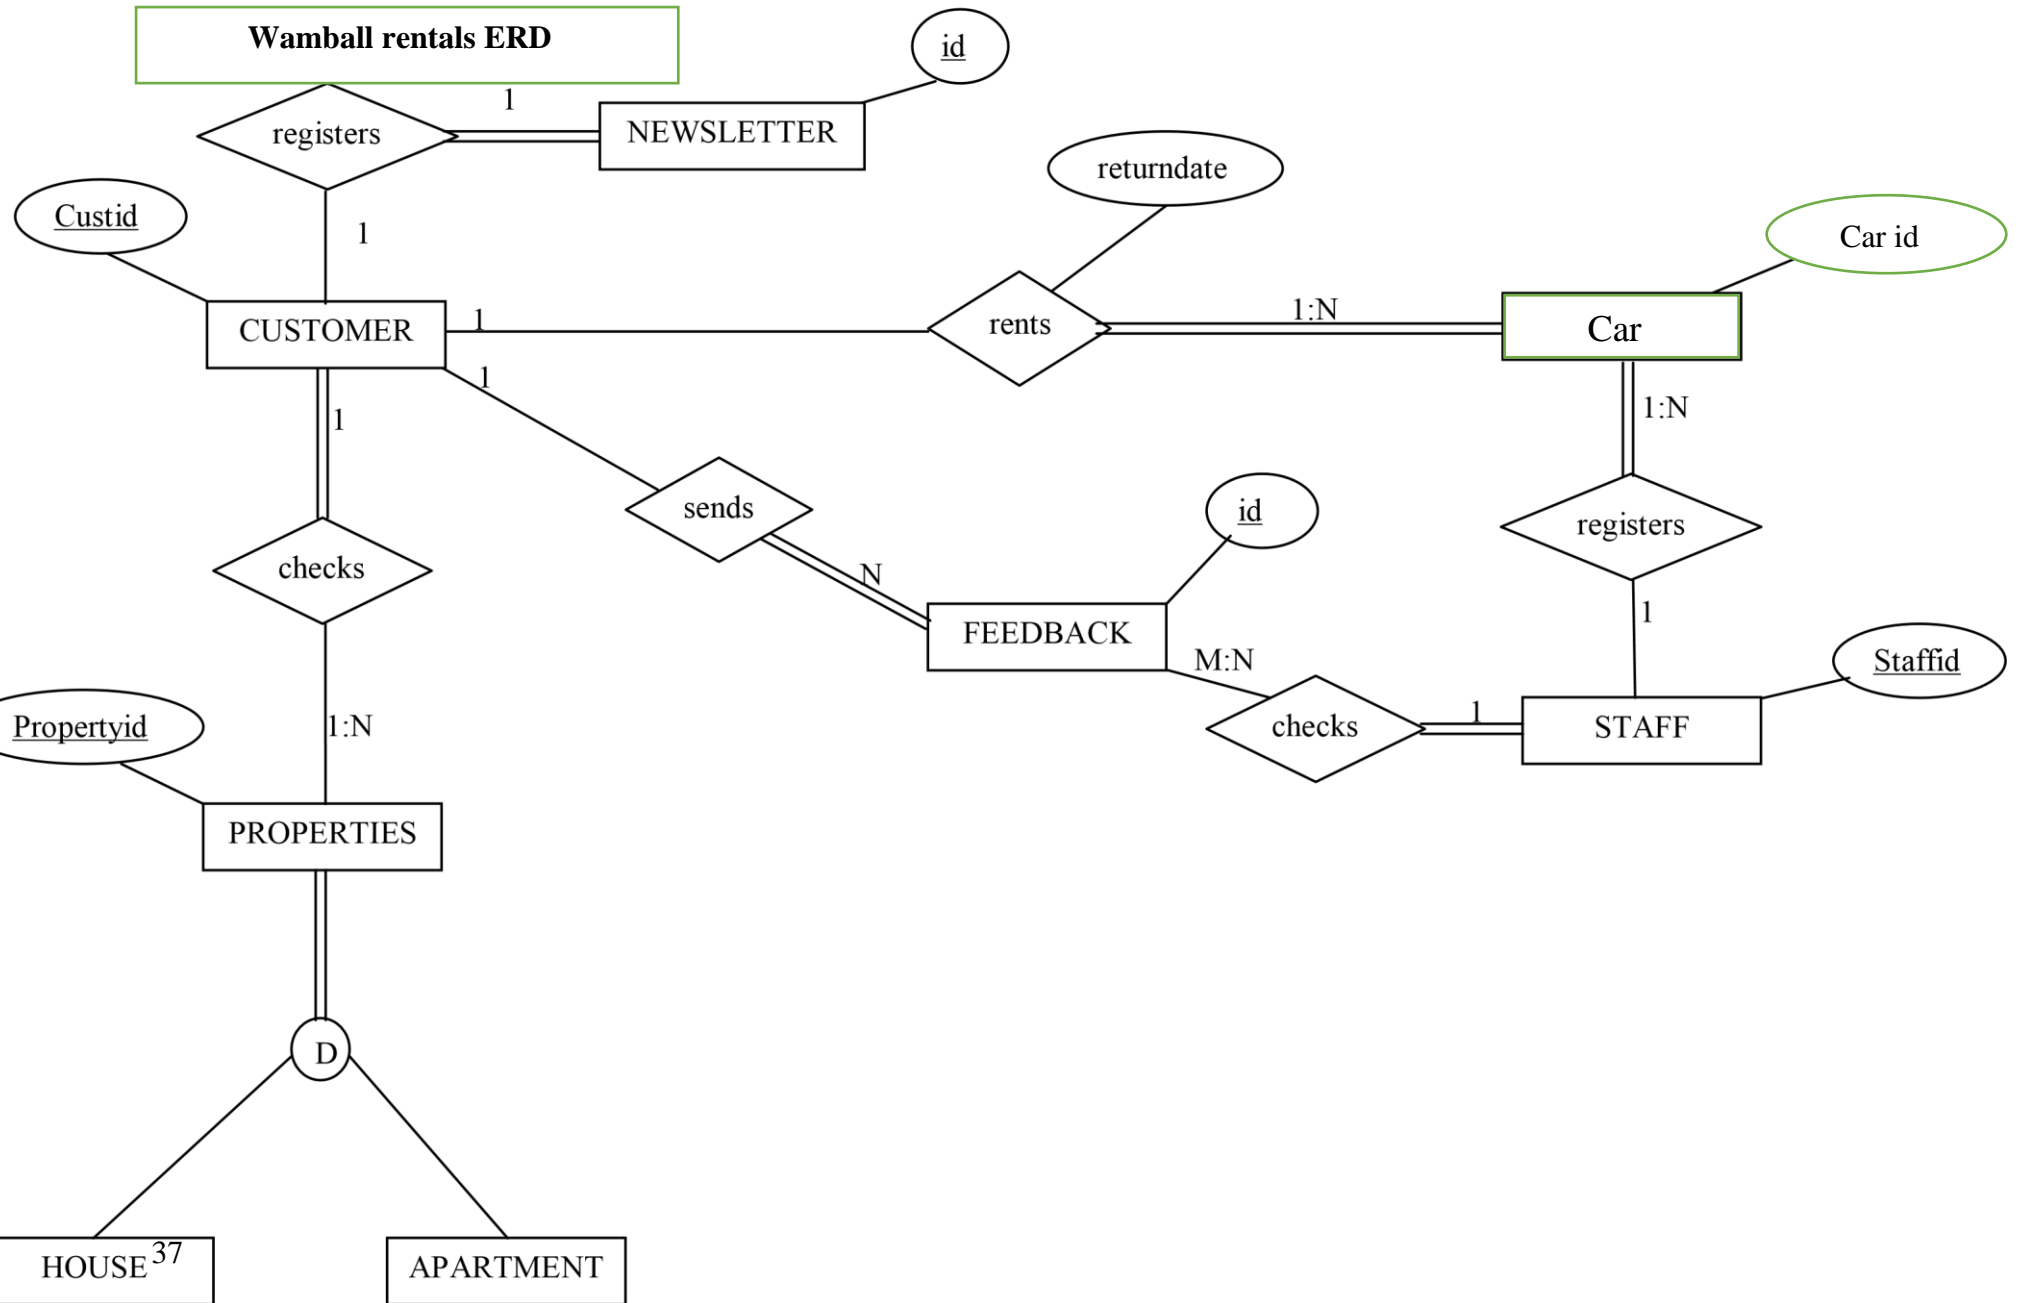 Wamball rentals ERD
id
1
registers
NEWSLETTER
returndate
Custid
1
Car id
CUSTOMER
1
rents
1:N
Car
1
1
1:N
sends
id
registers
checks
N
FEEDBACK
1
M:N
Staffid
Propertyid
1:N
checks
1
STAFF
PROPERTIES
D
HOUSE
37
APARTMENT